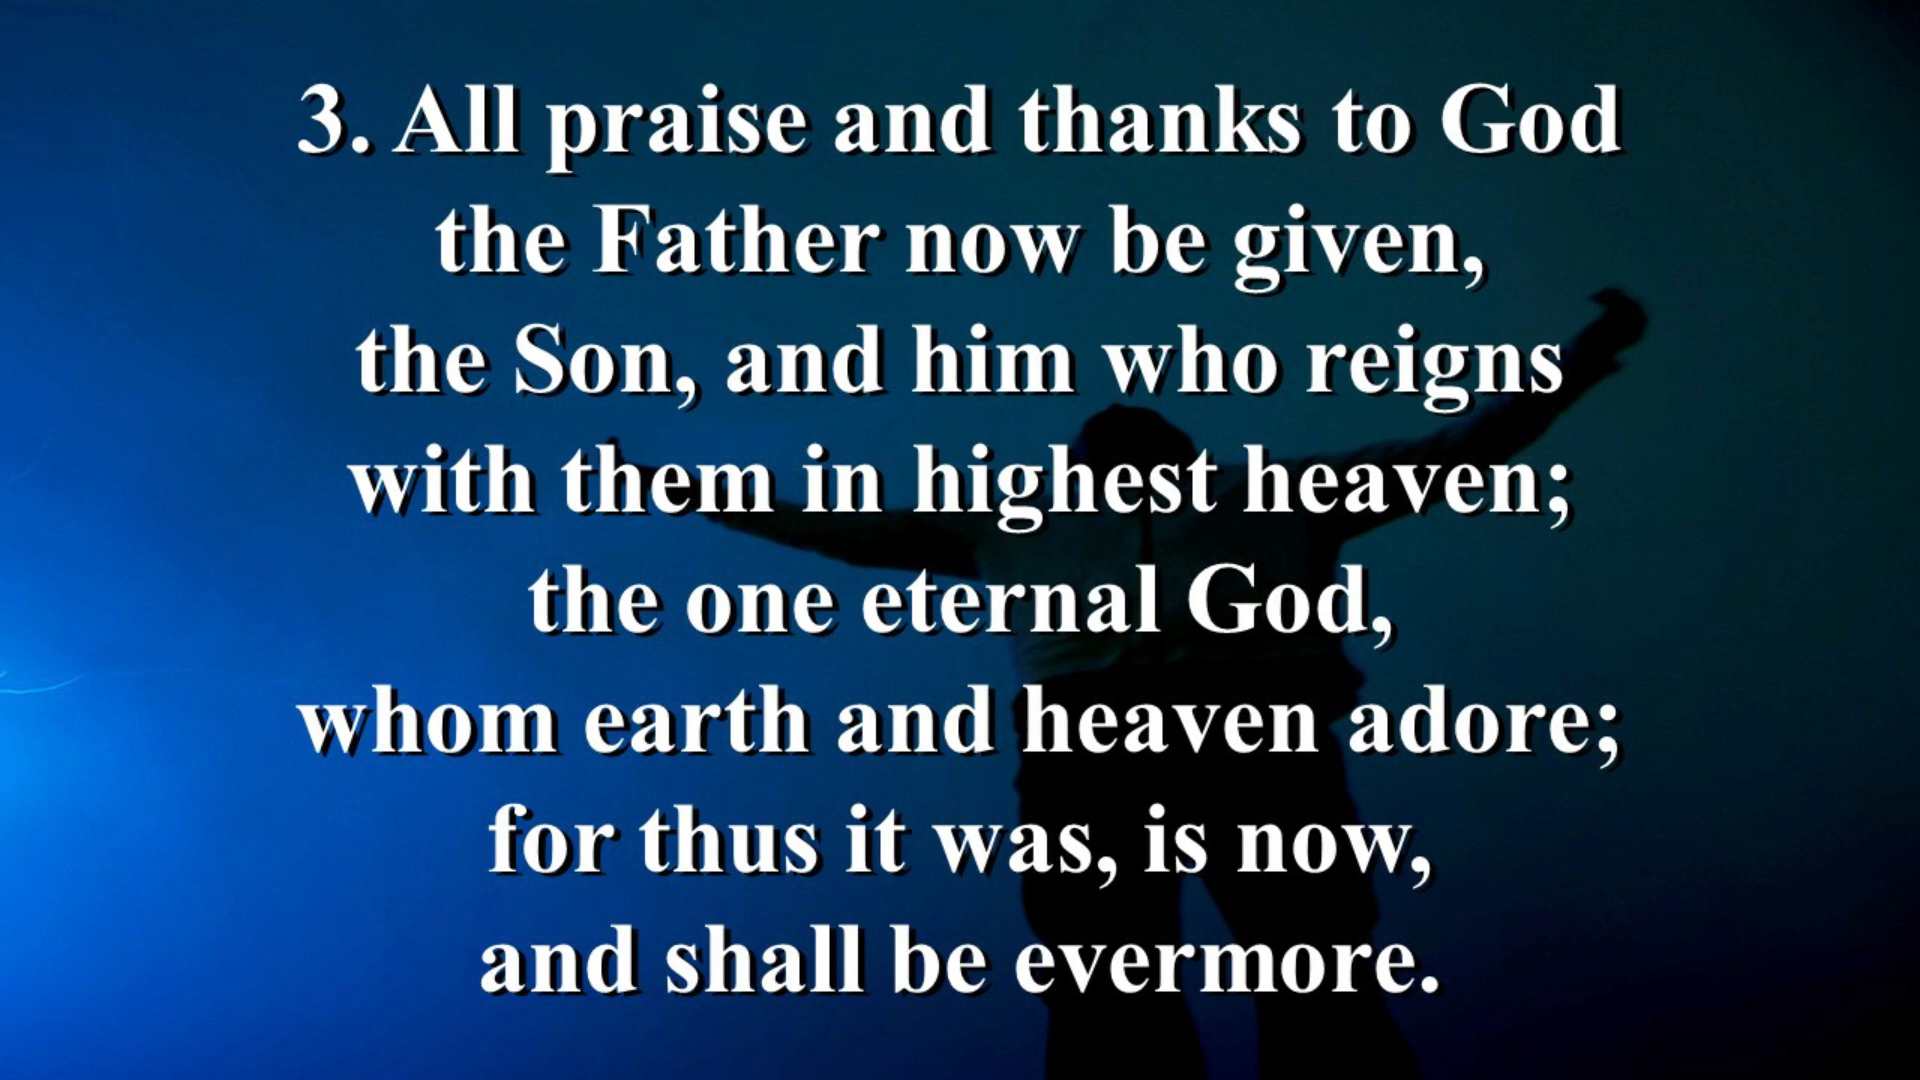 3. All praise and thanks to God
the Father now be given,
the Son, and him who reigns
with them in highest heaven;
the one eternal God,
whom earth and heaven adore;
for thus it was, is now,
and shall be evermore.